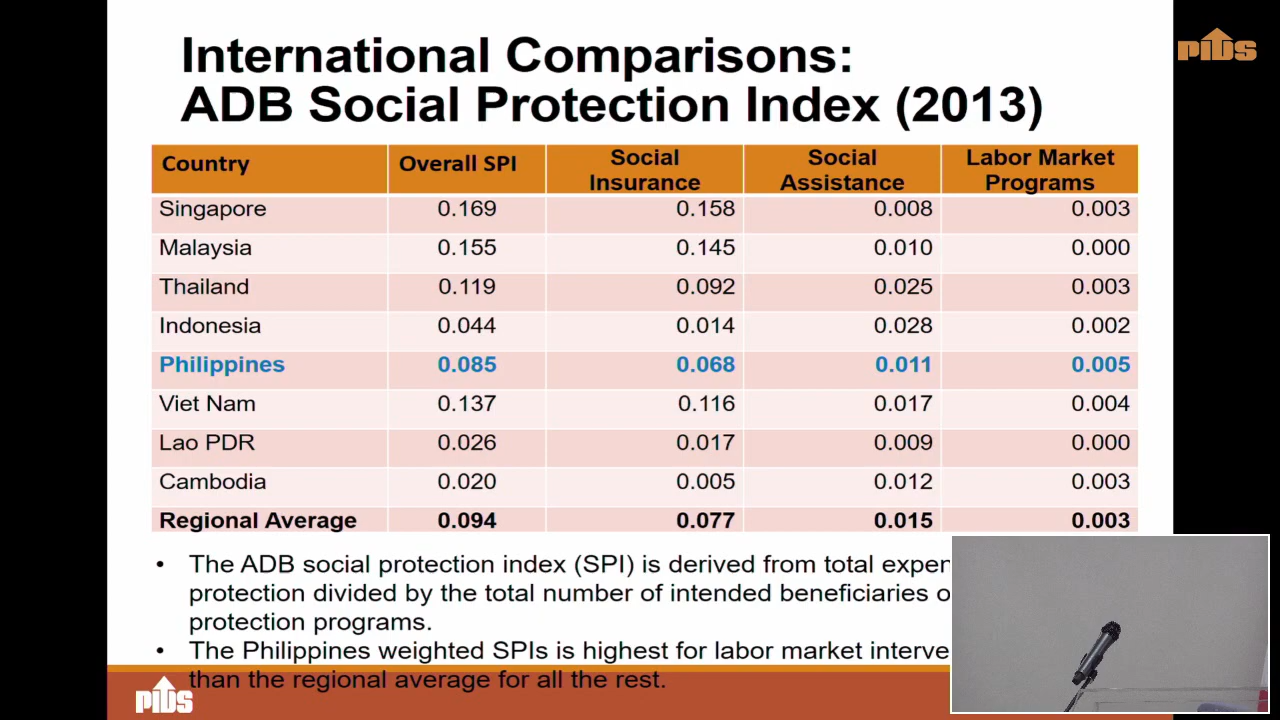 International Comparisons:
ADB Social Protection Index (2013)
PIDS
Country Overall SPI Social Insurance Social Assistance Labor Market Programs
Singapore 0.169 0.158 0.008 0.003
Malaysia 0.155 0.145 0.010 0.000
Thailand 0.119 0.092 0.025 0.003
Indonesia 0.044 0.014 0.028 0.002
Philippines 0.085 0.068 0.011 0.005
Viet Nam 0.137 0.116 0.017 0.004
Lao PDR 0.026 0.017 0.009 0.000
Cambodia 0.020 0.005 0.012 0.003
Regional Average 0.094 0.077 0.015 0.003
• The ADB social protection index (SPI) is derived from total
protection divided by the total number of intended beneficiaries
protection programs.
• The Philippines weighted SPIs is highest for labor market
than the regional average for all the rest.
PIDS